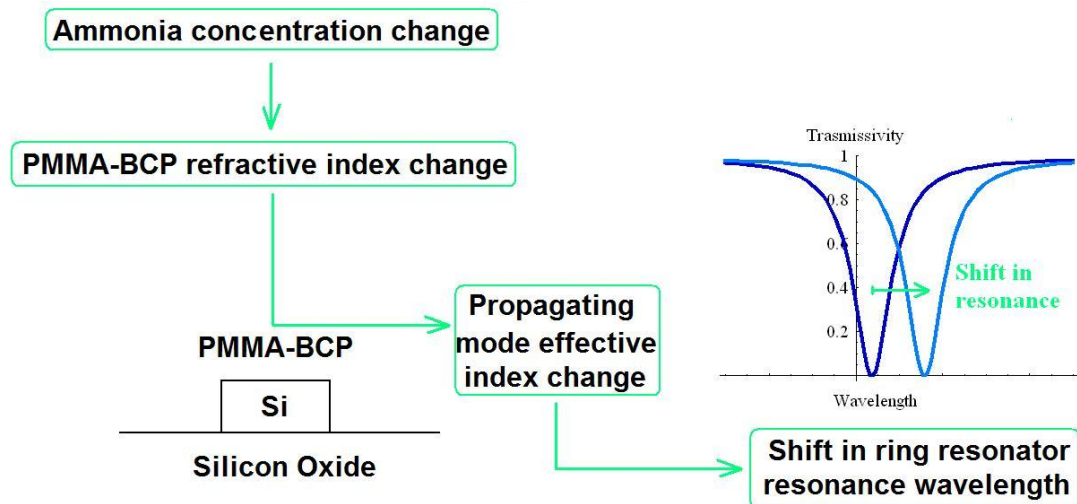 Ammonia concentration change
PMMA-BCP refractive index change
Propagating
mode effective
index change
PMMA-BCP
Si
Silicon Oxide
Trasmissivity
1
0.8
0.6
0.4
0.2
Shift in
resonance
Wavelength
Shift in ring resonator
resonance wavelength